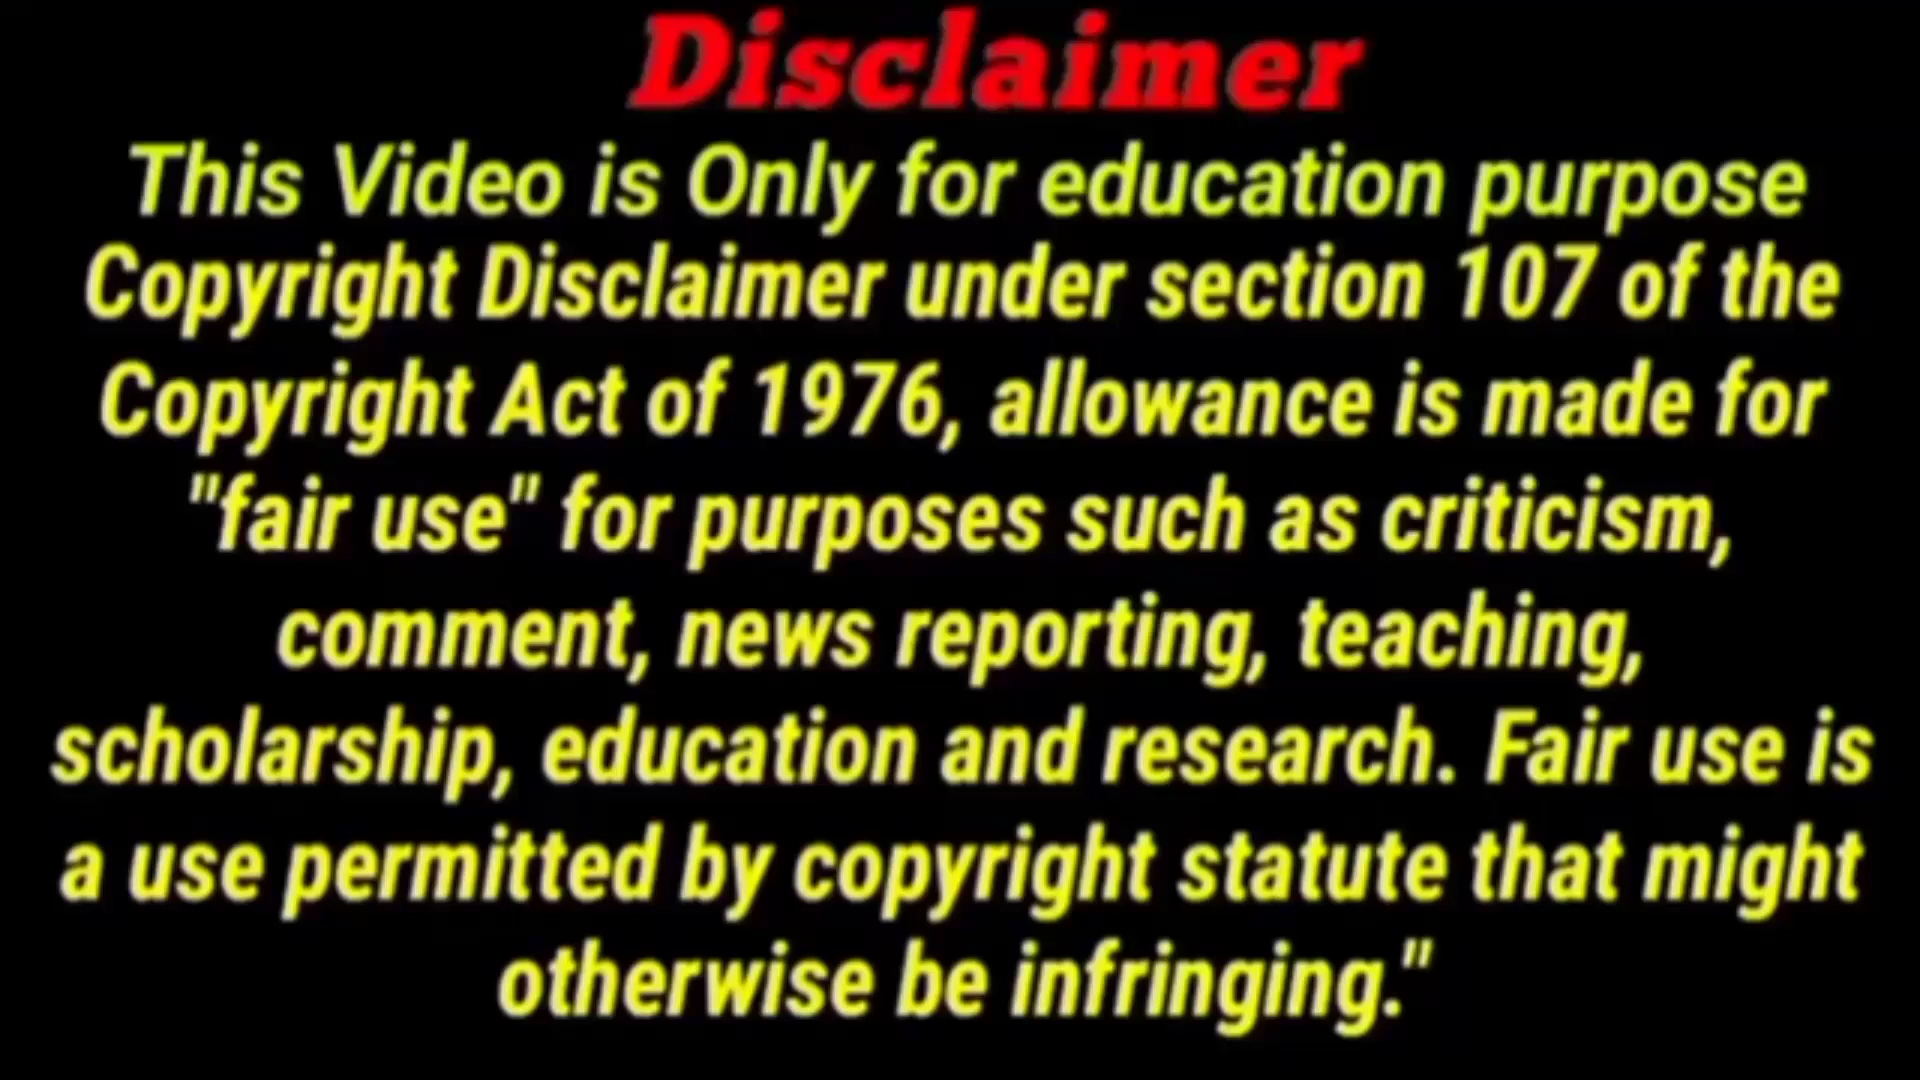 Disclaimer
This Video is Only for education purpose
Copyright Disclaimer under section 107 of the
Copyright Act of 1976, allowance is made for
"fair use" for purposes such as criticism,
comment, news reporting, teaching,
scholarship, education and research. Fair use is
a use permitted by copyright statute that might
otherwise be infringing."